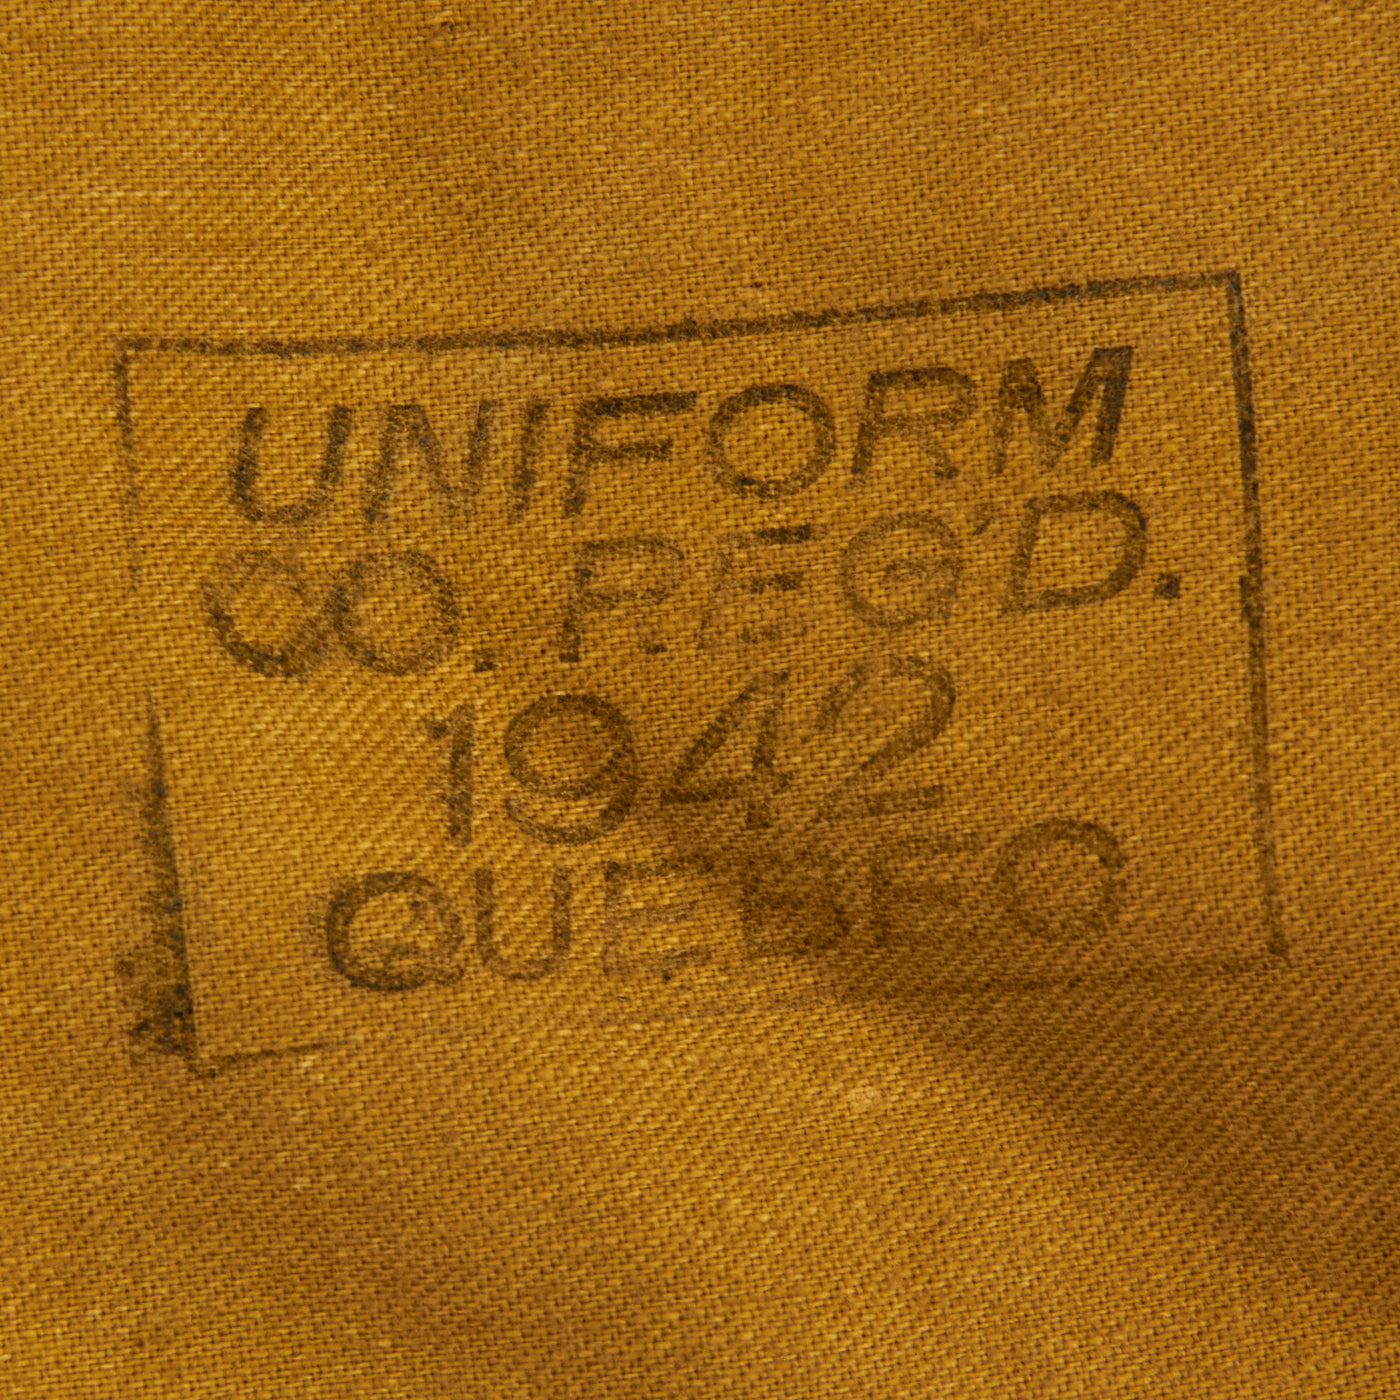 UNIFORM
CO. REG'D.
1942
QUEBEC